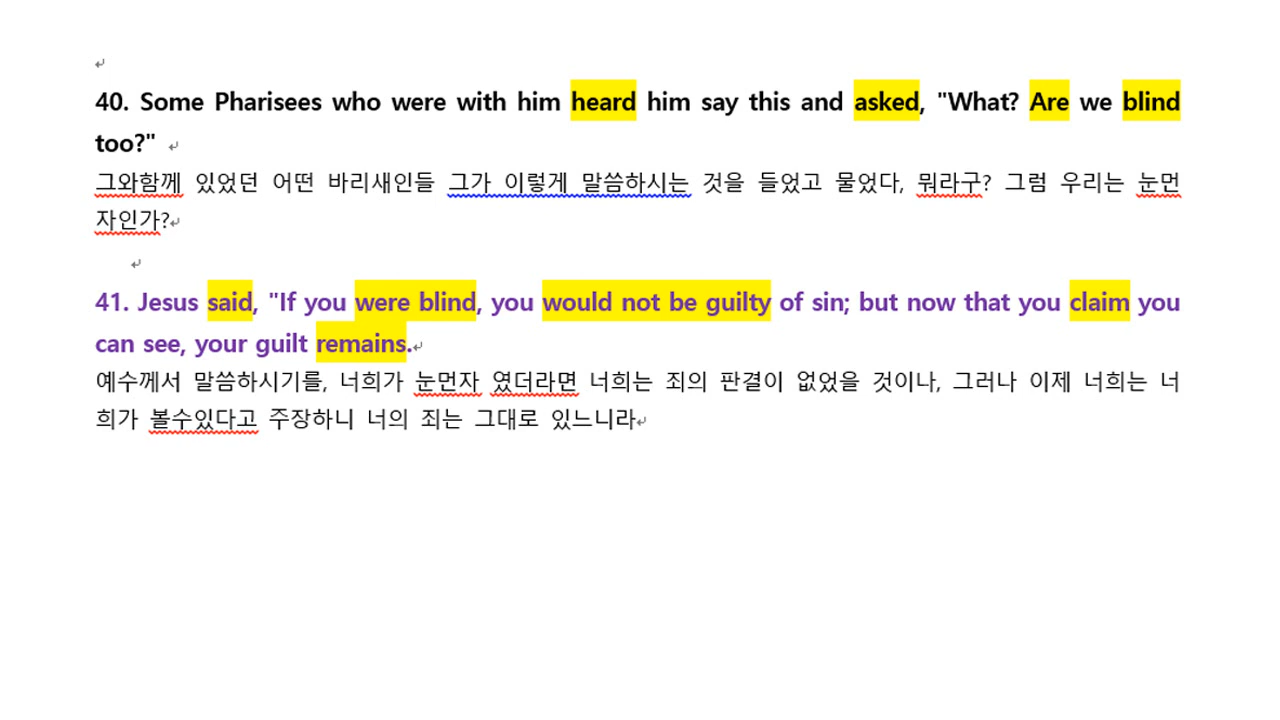 40. Some Pharisees who were with him heard him say this and asked, "What? Are we blind
too?"
그와함께 있었던 어떤 바리새인들 그가 이렇게 말씀하시는 것을 들었고 물었다, 뭐라구? 그럼 우리는 눈먼
자인가?
41. Jesus said, "If you were blind, you would not be guilty of sin; but now that you claim you
can see, your guilt remains.
예수께서 말씀하시기를, 너희가 눈먼자 였더라면 너희는 죄의 판결이 없었을 것이나, 그러나 이제 너희는 너
희가 볼수있다고 주장하니 너의 죄는 그대로 있느니라